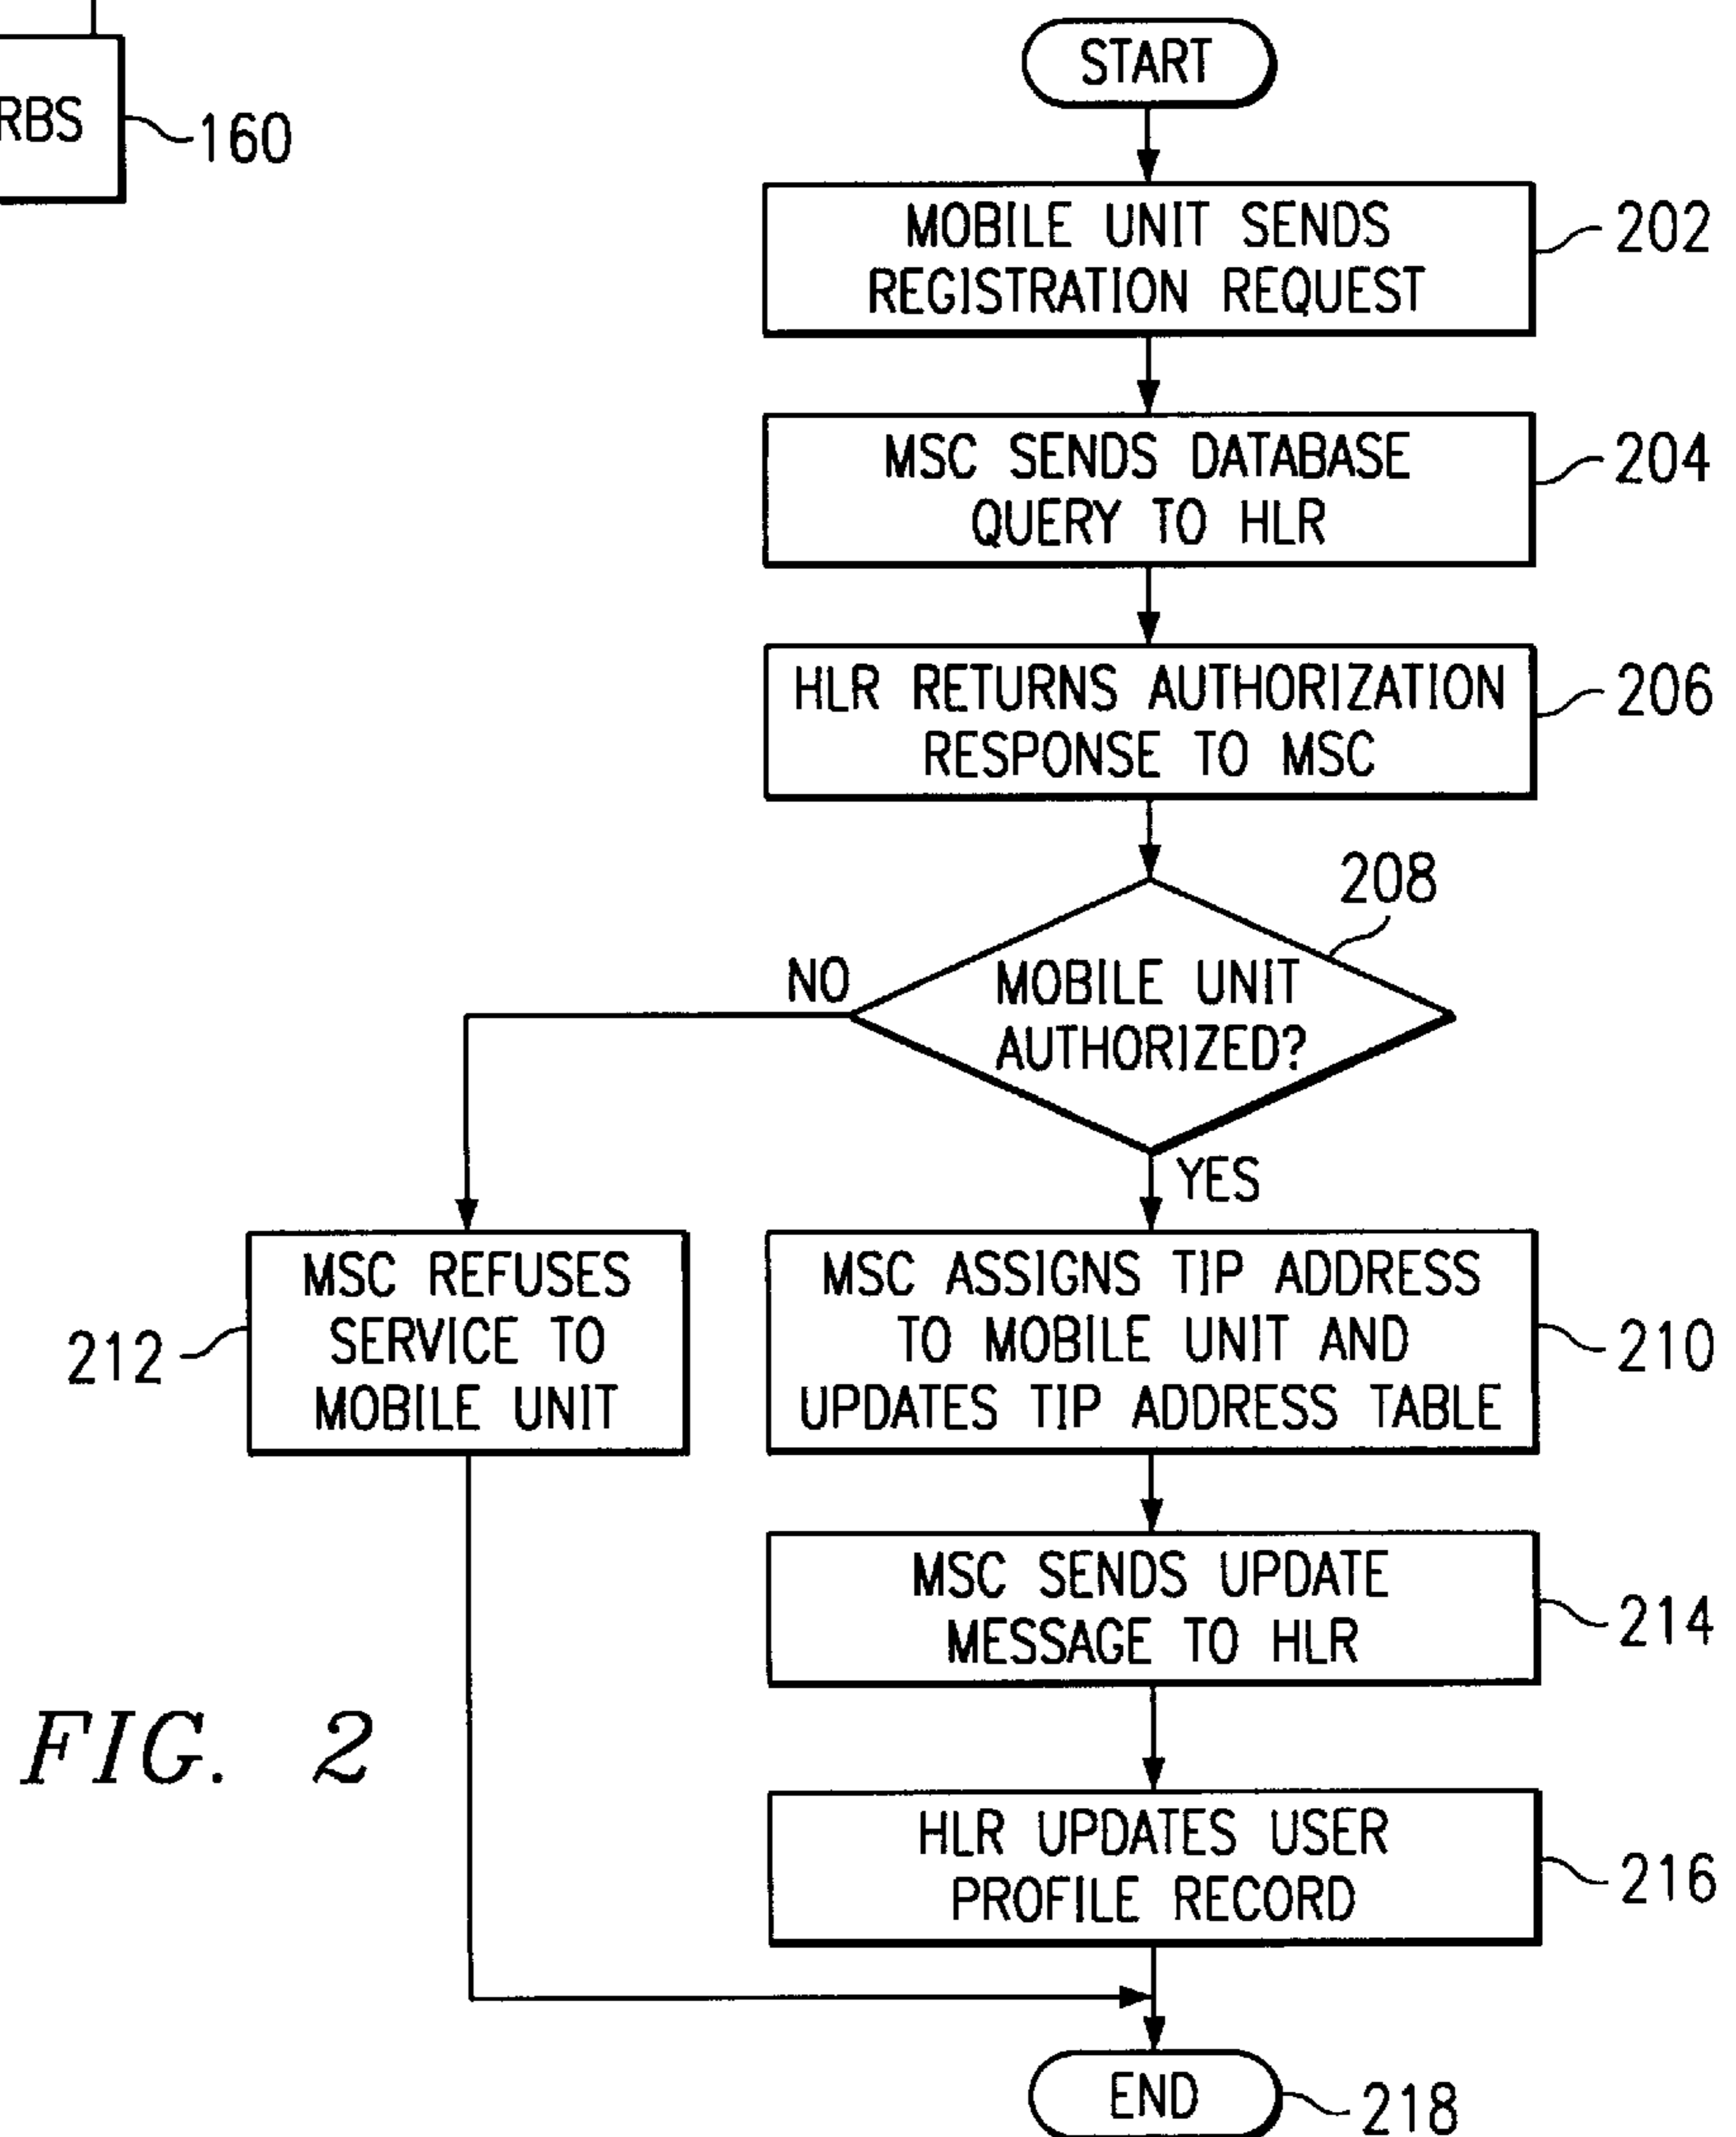 START
RBS
160
MOBILE UNIT SENDS
REGISTRATION REQUEST
202
MSC SENDS DATABASE
QUERY TO HLR
204
HLR RETURNS AUTHORIZATION
RESPONSE TO MSC
206
208
NO
MOBILE UNIT
AUTHORIZED?
YES
MSC REFUSES
SERVICE TO
MOBILE UNIT
212
MSC ASSIGNS TIP ADDRESS
TO MOBILE UNIT AND
UPDATES TIP ADDRESS TABLE
210
MSC SENDS UPDATE
MESSAGE TO HLR
214
FIG. 2
HLR UPDATES USER
PROFILE RECORD
216
END
218